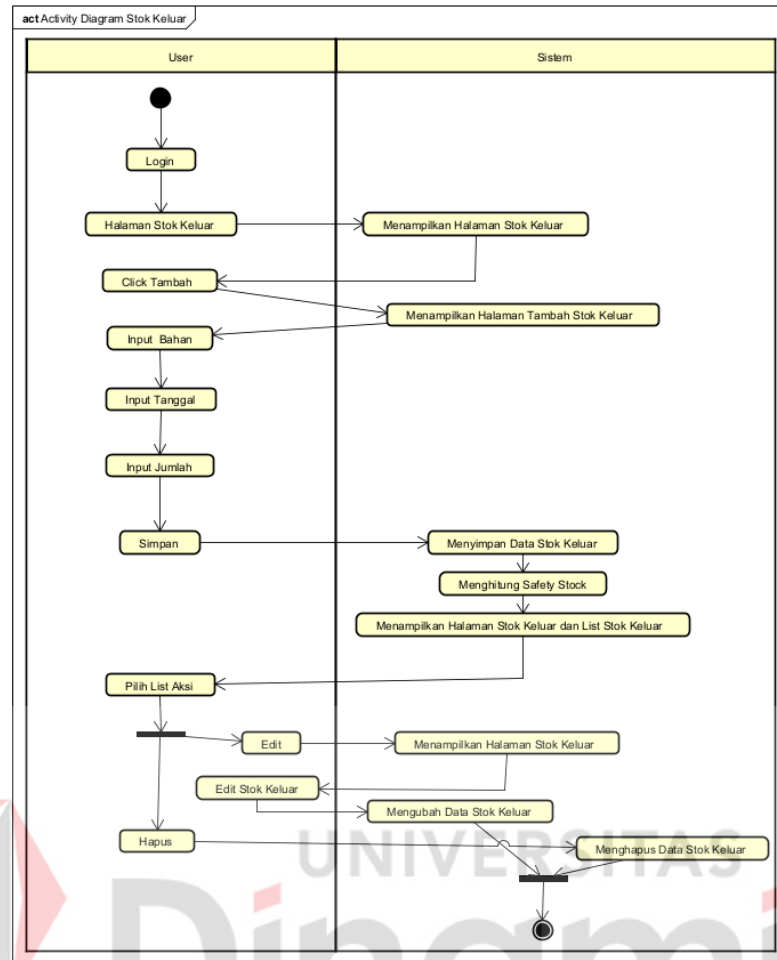 act Activity Diagram Stok Keluar
User
Sistem
Login
Halaman Stok Keluar
Menampilkan Halaman Stok Keluar
Click Tambah
Menampilkan Halaman Tambah Stok Keluar
Input Bahan
Input Tanggal
Input Jumlah
Simpan
Menyimpan Data Stok Keluar
Menghitung Safety Stock
Menampilkan Halaman Stok Keluar dan List Stok Keluar
Pilih List Aksi
Edit
Menampilkan Halaman Stok Keluar
Edit Stok Keluar
Mengubah Data Stok Keluar
Hapus
Menghapus Data Stok Keluar
UNIVERSITAS
Dinami